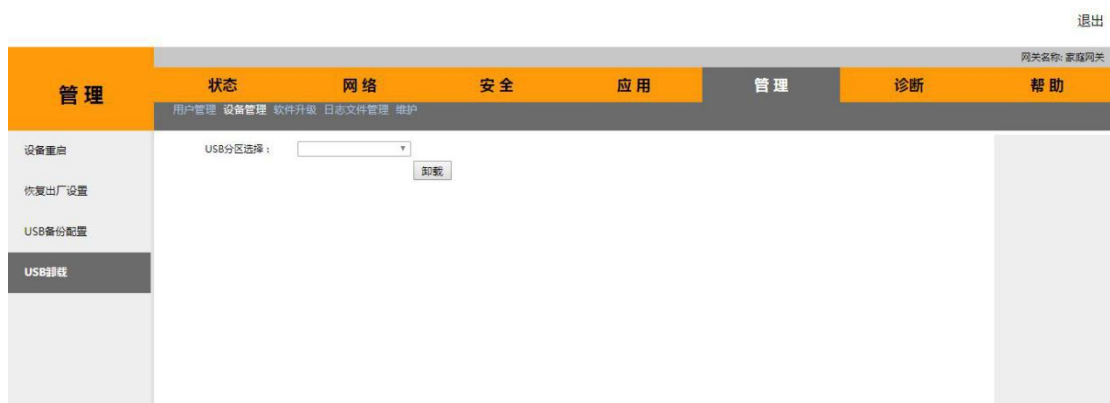 退出
网关名称: 家庭网关
管理
状态 网络 安全 应用 管理 诊断 帮助
用户管理 设备管理 软件升级 日志文件管理 维护
设备重启
USB分区选择：
卸载
恢复出厂设置
USB备份配置
USB卸载